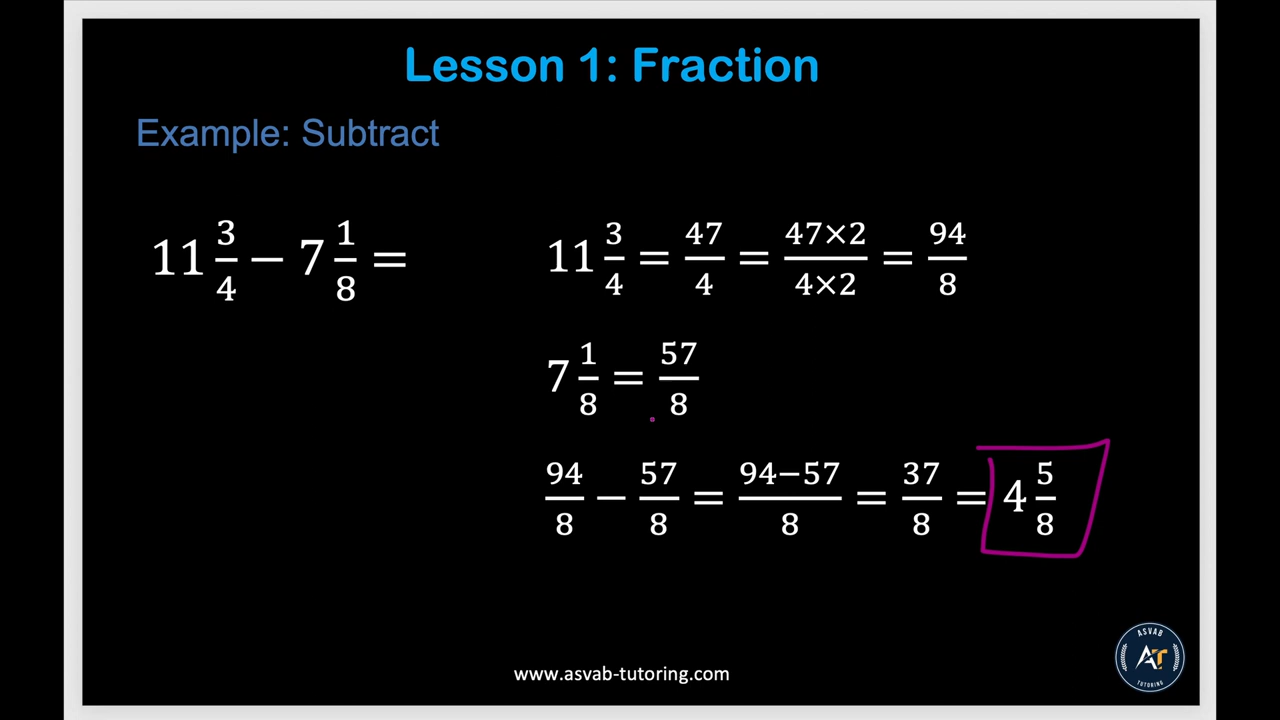 Lesson 1: Fraction
Example: Subtract
11 3/4 − 7 1/8 =
11 3/4 = 47/4 = 47×2/4×2 = 94/8
7 1/8 = 57/8
94/8 − 57/8 = 94−57/8 = 37/8 = 4 5/8
www.asvab-tutoring.com
ASVAB
AT
TUTORING